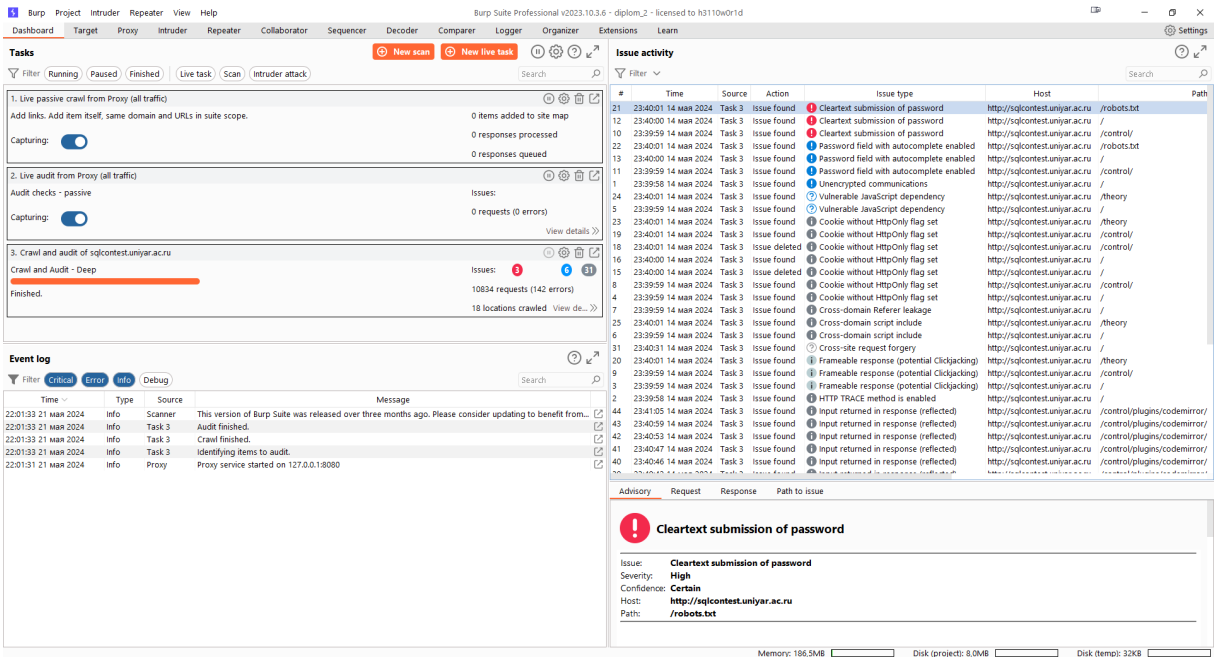 Burp Project Intruder Repeater View Help
Burp Suite Professional v2023.10.3.6 - diplom_2 - licensed to h3110w0r1d
Dashboard Target Proxy Intruder Repeater Collaborator Sequencer Decoder Comparer Logger Organizer Extensions Learn
Settings
Tasks
New scan
New live task
Filter Running Paused Finished Live task Scan Intruder attack
Search
1. Live passive crawl from Proxy (all traffic)
Add links. Add item itself, same domain and URLs in suite scope.
0 items added to site map
Capturing:
0 responses processed
0 responses queued
2. Live audit from Proxy (all traffic)
Audit checks - passive
Issues:
Capturing:
0 requests (0 errors)
View details
3. Crawl and audit of sqlcontest.uniyar.ac.ru
Crawl and Audit - Deep
Issues: 3 6 31
Finished.
10834 requests (142 errors)
18 locations crawled View de...
Event log
Filter Critical Error Info Debug
Search
Time Type Source Message
22:01:33 21 мая 2024 Info Scanner This version of Burp Suite was released over three months ago. Please consider updating to benefit from...
22:01:33 21 мая 2024 Info Task 3 Audit finished.
22:01:33 21 мая 2024 Info Task 3 Crawl finished.
22:01:33 21 мая 2024 Info Task 3 Identifying items to audit.
22:01:33 21 мая 2024 Info Proxy Proxy service started on 127.0.0.1:8080
Issue activity
Filter
Search
# Time Source Action Issue type Host Path
21 23:40:01 14 мая 2024 Task 3 Issue found Cleartext submission of password http://sqlcontest.uniyar.ac.ru /robots.txt
12 23:40:00 14 мая 2024 Task 3 Issue found Cleartext submission of password http://sqlcontest.uniyar.ac.ru /
10 23:39:59 14 мая 2024 Task 3 Issue found Cleartext submission of password http://sqlcontest.uniyar.ac.ru /control/
22 23:40:01 14 мая 2024 Task 3 Issue found Password field with autocomplete enabled http://sqlcontest.uniyar.ac.ru /robots.txt
13 23:40:00 14 мая 2024 Task 3 Issue found Password field with autocomplete enabled http://sqlcontest.uniyar.ac.ru /
11 23:39:59 14 мая 2024 Task 3 Issue found Password field with autocomplete enabled http://sqlcontest.uniyar.ac.ru /control/
1 23:39:58 14 мая 2024 Task 3 Issue found Unencrypted communications http://sqlcontest.uniyar.ac.ru /
24 23:40:01 14 мая 2024 Task 3 Issue found Vulnerable JavaScript dependency http://sqlcontest.uniyar.ac.ru /theory
5 23:39:59 14 мая 2024 Task 3 Issue found Vulnerable JavaScript dependency http://sqlcontest.uniyar.ac.ru /
23 23:40:01 14 мая 2024 Task 3 Issue found Cookie without HttpOnly flag set http://sqlcontest.uniyar.ac.ru /theory
19 23:40:01 14 мая 2024 Task 3 Issue found Cookie without HttpOnly flag set http://sqlcontest.uniyar.ac.ru /control/
18 23:40:01 14 мая 2024 Task 3 Issue deleted Cookie without HttpOnly flag set http://sqlcontest.uniyar.ac.ru /control/
16 23:40:00 14 мая 2024 Task 3 Issue found Cookie without HttpOnly flag set http://sqlcontest.uniyar.ac.ru /
15 23:40:00 14 мая 2024 Task 3 Issue deleted Cookie without HttpOnly flag set http://sqlcontest.uniyar.ac.ru /
8 23:39:59 14 мая 2024 Task 3 Issue found Cookie without HttpOnly flag set http://sqlcontest.uniyar.ac.ru /control/
4 23:39:59 14 мая 2024 Task 3 Issue found Cookie without HttpOnly flag set http://sqlcontest.uniyar.ac.ru /
7 23:39:59 14 мая 2024 Task 3 Issue found Cross-domain Referer leakage http://sqlcontest.uniyar.ac.ru /
25 23:40:01 14 мая 2024 Task 3 Issue found Cross-domain script include http://sqlcontest.uniyar.ac.ru /theory
6 23:39:59 14 мая 2024 Task 3 Issue found Cross-domain script include http://sqlcontest.uniyar.ac.ru /
31 23:40:31 14 мая 2024 Task 3 Issue found Cross-site request forgery http://sqlcontest.uniyar.ac.ru /
20 23:40:01 14 мая 2024 Task 3 Issue found Frameable response (potential Clickjacking) http://sqlcontest.uniyar.ac.ru /theory
9 23:39:59 14 мая 2024 Task 3 Issue found Frameable response (potential Clickjacking) http://sqlcontest.uniyar.ac.ru /control/
3 23:39:59 14 мая 2024 Task 3 Issue found Frameable response (potential Clickjacking) http://sqlcontest.uniyar.ac.ru /
2 23:39:58 14 мая 2024 Task 3 Issue found HTTP TRACE method is enabled http://sqlcontest.uniyar.ac.ru /
44 23:41:05 14 мая 2024 Task 3 Issue found Input returned in response (reflected) http://sqlcontest.uniyar.ac.ru /control/plugins/codemirror/
43 23:40:59 14 мая 2024 Task 3 Issue found Input returned in response (reflected) http://sqlcontest.uniyar.ac.ru /control/plugins/codemirror/
42 23:40:53 14 мая 2024 Task 3 Issue found Input returned in response (reflected) http://sqlcontest.uniyar.ac.ru /control/plugins/codemirror/
41 23:40:47 14 мая 2024 Task 3 Issue found Input returned in response (reflected) http://sqlcontest.uniyar.ac.ru /control/plugins/codemirror/
40 23:40:46 14 мая 2024 Task 3 Issue found Input returned in response (reflected) http://sqlcontest.uniyar.ac.ru /control/plugins/codemirror/
Advisory Request Response Path to issue
Cleartext submission of password
Issue: Cleartext submission of password
Severity: High
Confidence: Certain
Host: http://sqlcontest.uniyar.ac.ru
Path: /robots.txt
Memory: 186,5MB Disk (project): 8,0MB Disk (temp): 32KB